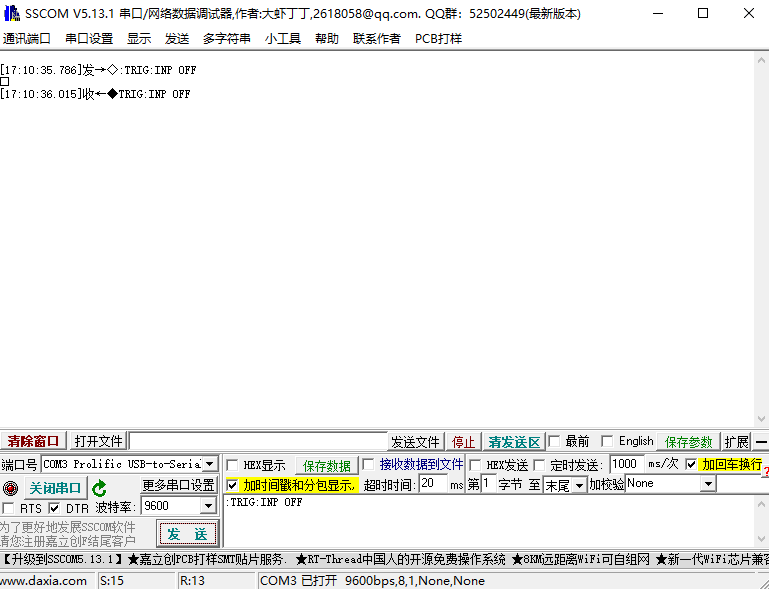 SSCOM V5.13.1 串口/网络数据调试器,作者:大虾丁丁,2618058@qq.com. QQ群：52502449(最新版本)
通讯端口 串口设置 显示 发送 多字符串 小工具 帮助 联系作者 PCB打样
[17:10:35.786]发→◇:TRIG:INP OFF
□
[17:10:36.015]收←◆TRIG:INP OFF
清除窗口 打开文件 发送文件 停止 清发送区 最前 English 保存参数 扩展 —
端口号 COM3 Prolific USB-to-Seria HEX显示 保存数据 接收数据到文件 HEX发送 定时发送: 1000 ms/次 加回车换行
关闭串口 更多串口设置 加时间戳和分包显示, 超时时间: 20 ms 第 1 字节 至 末尾 加校验 None
RTS DTR 波特率: 9600 :TRIG:INP OFF
为了更好地发展SSCOM软件
请您注册嘉立创F结尾客户
发 送
【升级到SSCOM5.13.1】★嘉立创PCB打样SMT贴片服务. ★RT-Thread中国人的开源免费操作系统 ★8KM远距离WiFi可自组网 ★新一代WiFi芯片兼容
www.daxia.com S:15 R:13 COM3 已打开 9600bps,8,1,None,None